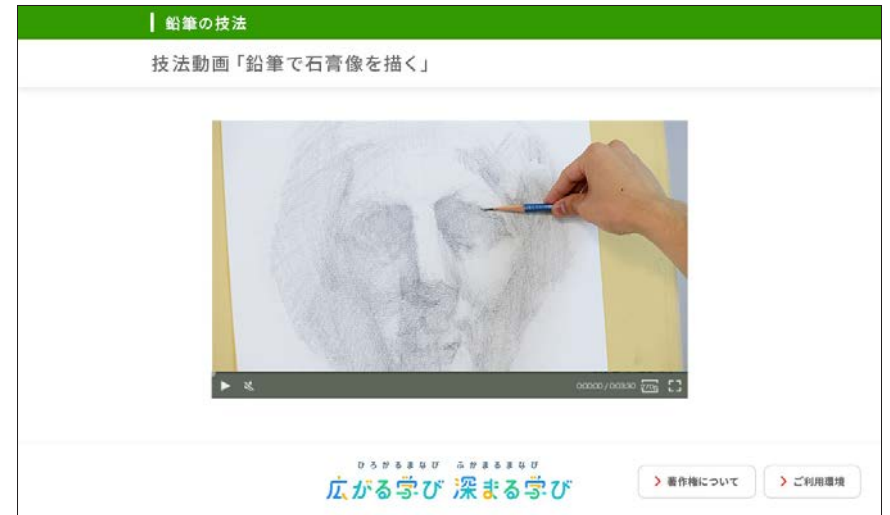 鉛筆の技法
技法動画「鉛筆で石膏像を描く」
ひろがるまなび ふかまるまなび
広がる学び 深まる学び
著作権について
ご利用環境